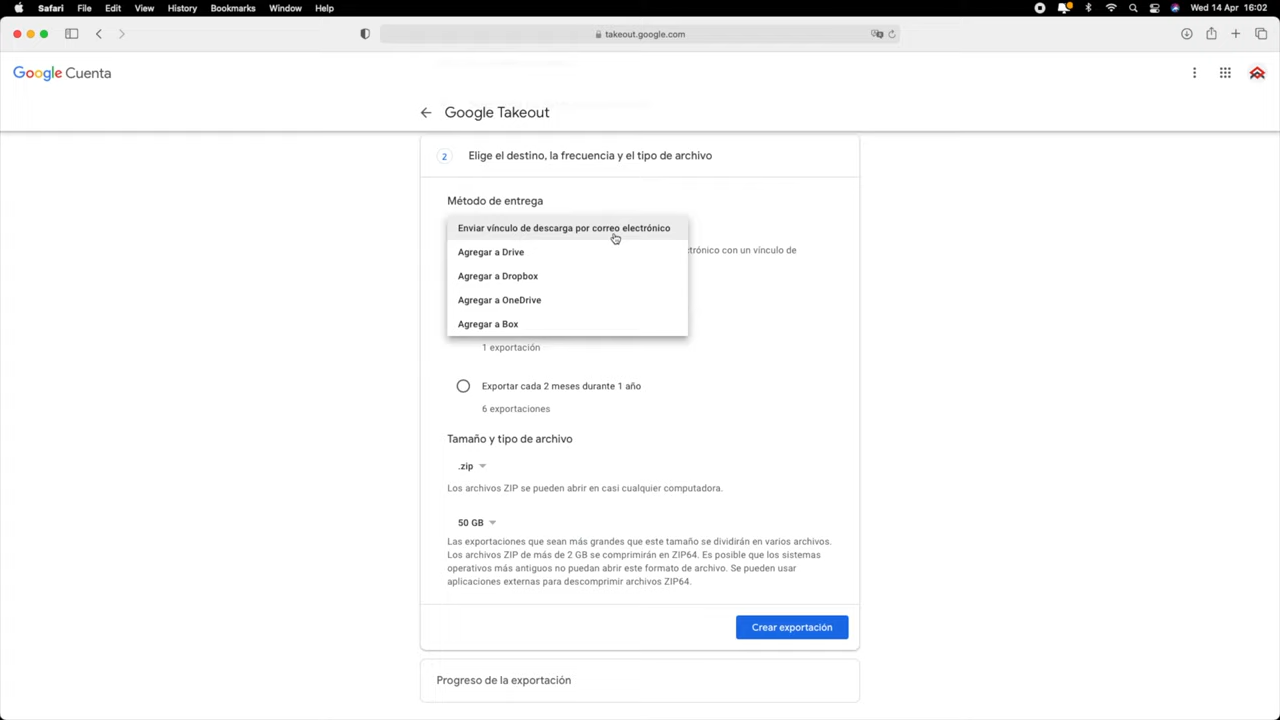 Safari File Edit View History Bookmarks Window Help Wed 14 Apr 16:02
takeout.google.com
Google Cuenta
Google Takeout
2 Elige el destino, la frecuencia y el tipo de archivo
Método de entrega
Enviar vínculo de descarga por correo electrónico
ctrónico con un vínculo de
Agregar a Drive
Agregar a Dropbox
Agregar a OneDrive
Agregar a Box
1 exportación
Exportar cada 2 meses durante 1 año
6 exportaciones
Tamaño y tipo de archivo
.zip
Los archivos ZIP se pueden abrir en casi cualquier computadora.
50 GB
Las exportaciones que sean más grandes que este tamaño se dividirán en varios archivos.
Los archivos ZIP de más de 2 GB se comprimirán en ZIP64. Es posible que los sistemas
operativos más antiguos no puedan abrir este formato de archivo. Se pueden usar
aplicaciones externas para descomprimir archivos ZIP64.
Crear exportación
Progreso de la exportación